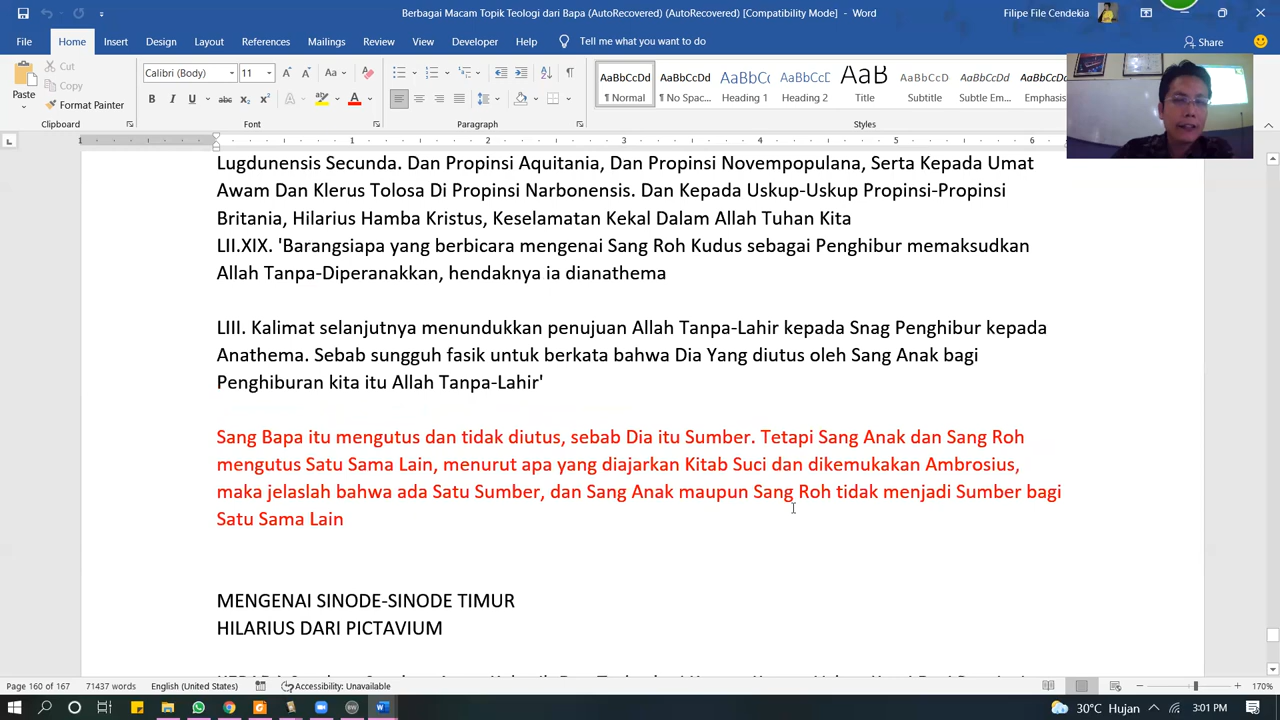 Berbagai Macam Topik Teologi dari Bapa (AutoRecovered) (AutoRecovered) [Compatibility Mode] - Word
Filipe File Cendekia
File Home Insert Design Layout References Mailings Review View Developer Help Tell me what you want to do Share
Paste
Cut
Copy
Format Painter
Calibri (Body) 11
AaBbCcDd AaBbCcDd AaBbCc AaBbCcD AaB AaBbCcD AaBbCcDd AaBbCcDd
¶ Normal ¶ No Spac... Heading 1 Heading 2 Title Subtitle Subtle Em... Emphasis
Clipboard Font Paragraph Styles
1 1 2 3 4 5 6
Lugdunensis Secunda. Dan Propinsi Aquitania, Dan Propinsi Novempopulana, Serta Kepada Umat
Awam Dan Klerus Tolosa Di Propinsi Narbonensis. Dan Kepada Uskup-Uskup Propinsi-Propinsi
Britania, Hilarius Hamba Kristus, Keselamatan Kekal Dalam Allah Tuhan Kita
LII.XIX. 'Barangsiapa yang berbicara mengenai Sang Roh Kudus sebagai Penghibur memaksudkan
Allah Tanpa-Diperanakkan, hendaknya ia dianathema
LIII. Kalimat selanjutnya menundukkan penujuan Allah Tanpa-Lahir kepada Snag Penghibur kepada
Anathema. Sebab sungguh fasik untuk berkata bahwa Dia Yang diutus oleh Sang Anak bagi
Penghiburan kita itu Allah Tanpa-Lahir'
Sang Bapa itu mengutus dan tidak diutus, sebab Dia itu Sumber. Tetapi Sang Anak dan Sang Roh
mengutus Satu Sama Lain, menurut apa yang diajarkan Kitab Suci dan dikemukakan Ambrosius,
maka jelaslah bahwa ada Satu Sumber, dan Sang Anak maupun Sang Roh tidak menjadi Sumber bagi
Satu Sama Lain
MENGENAI SINODE-SINODE TIMUR
HILARIUS DARI PICTAVIUM
Page 160 of 167 71437 words English (United States) Accessibility: Unavailable 170%
30°C Hujan 3:01 PM